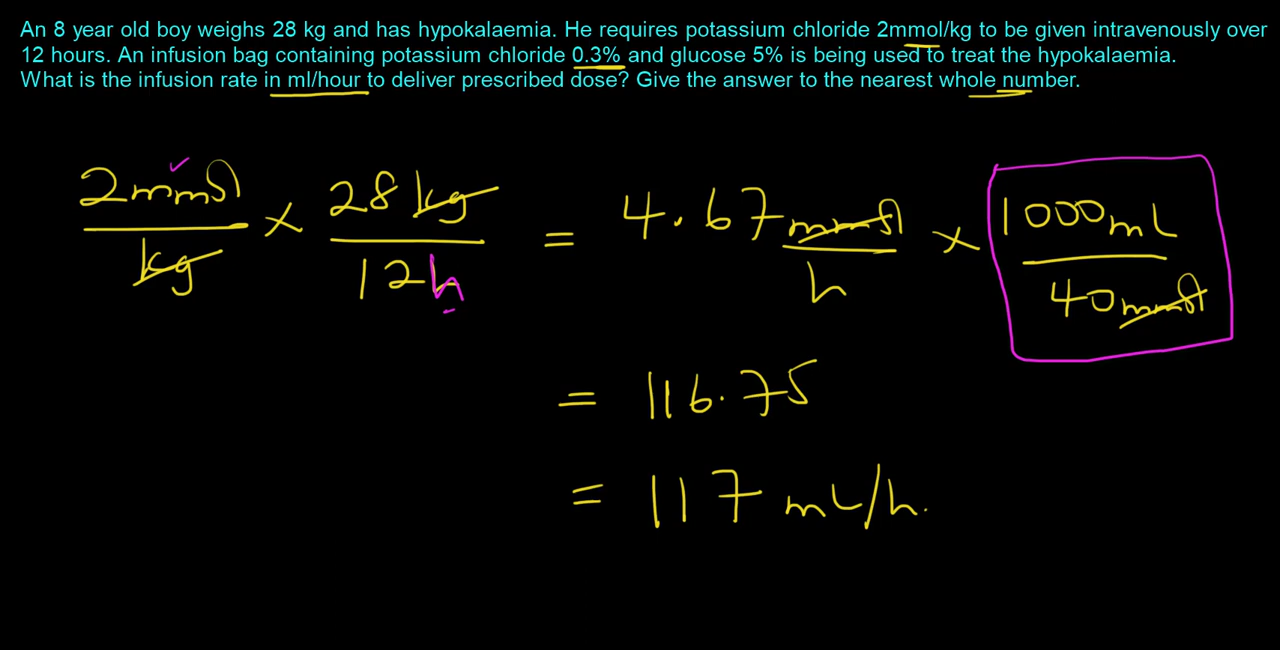 An 8 year old boy weighs 28 kg and has hypokalaemia. He requires potassium chloride 2mmol/kg to be given intravenously over
12 hours. An infusion bag containing potassium chloride 0.3% and glucose 5% is being used to treat the hypokalaemia.
What is the infusion rate in ml/hour to deliver prescribed dose? Give the answer to the nearest whole number.
2mmol/kg × 28kg/12h = 4.67mmol/h × 1000mL/40mmol
= 116.75
= 117 mL/h.